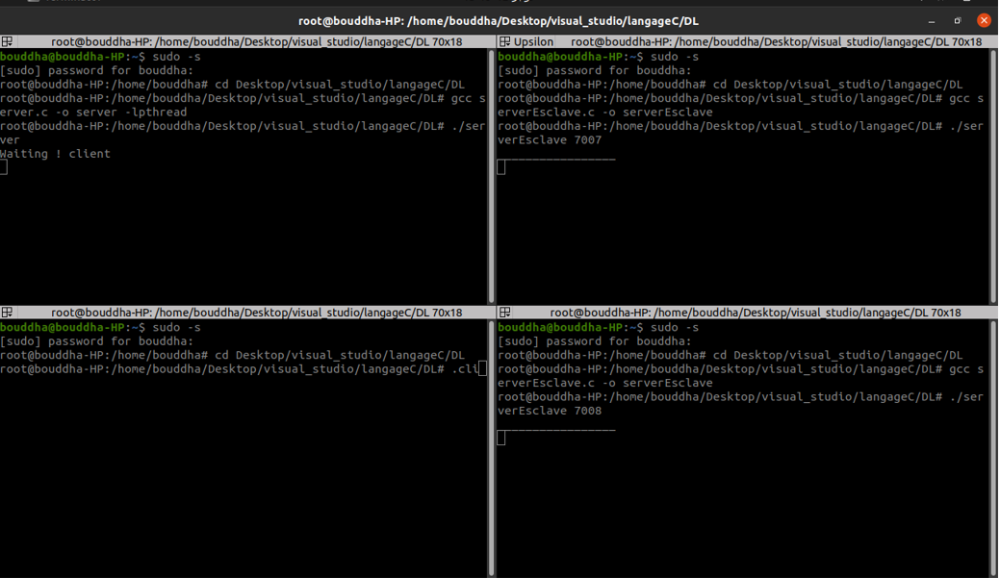 root@bouddha-HP: /home/bouddha/Desktop/visual_studio/langageC/DL
root@bouddha-HP: /home/bouddha/Desktop/visual_studio/langageC/DL 70x18
bouddha@bouddha-HP:~$ sudo -s
[sudo] password for bouddha:
root@bouddha-HP:/home/bouddha# cd Desktop/visual_studio/langageC/DL
root@bouddha-HP:/home/bouddha/Desktop/visual_studio/langageC/DL# gcc s
erver.c -o server -lpthread
root@bouddha-HP:/home/bouddha/Desktop/visual_studio/langageC/DL# ./ser
ver
Waiting ! client
Upsilon root@bouddha-HP: /home/bouddha/Desktop/visual_studio/langageC/DL 70x18
bouddha@bouddha-HP:~$ sudo -s
[sudo] password for bouddha:
root@bouddha-HP:/home/bouddha# cd Desktop/visual_studio/langageC/DL
root@bouddha-HP:/home/bouddha/Desktop/visual_studio/langageC/DL# gcc s
erverEsclave.c -o serverEsclave
root@bouddha-HP:/home/bouddha/Desktop/visual_studio/langageC/DL# ./ser
verEsclave 7007
_________________
root@bouddha-HP: /home/bouddha/Desktop/visual_studio/langageC/DL 70x18
bouddha@bouddha-HP:~$ sudo -s
[sudo] password for bouddha:
root@bouddha-HP:/home/bouddha# cd Desktop/visual_studio/langageC/DL
root@bouddha-HP:/home/bouddha/Desktop/visual_studio/langageC/DL# .cli
root@bouddha-HP: /home/bouddha/Desktop/visual_studio/langageC/DL 70x18
bouddha@bouddha-HP:~$ sudo -s
[sudo] password for bouddha:
root@bouddha-HP:/home/bouddha# cd Desktop/visual_studio/langageC/DL
root@bouddha-HP:/home/bouddha/Desktop/visual_studio/langageC/DL# gcc s
erverEsclave.c -o serverEsclave
root@bouddha-HP:/home/bouddha/Desktop/visual_studio/langageC/DL# ./ser
verEsclave 7008
_________________